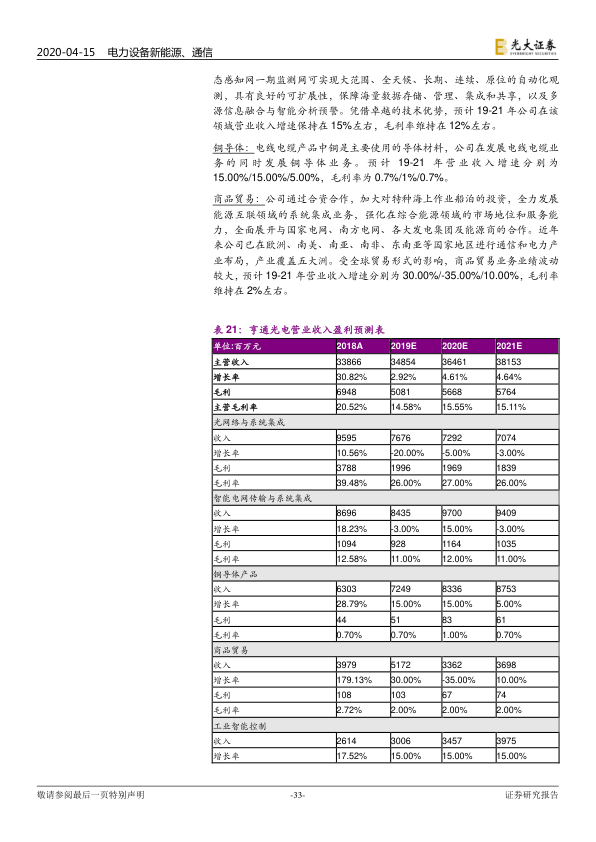 2020-04-15 电力设备新能源、通信
光大证券
EVERBRIGHT SECURITIES
态感知网一期监测网可实现大范围、全天候、长期、连续、原位的自动化观
测，具有良好的可扩展性，保障海量数据存储、管理、集成和共享，以及多
源信息融合与智能分析预警。凭借卓越的技术优势，预计 19-21 年公司在该
领域营业收入增速保持在 15%左右，毛利率维持在 12%左右。
铜导体：电线电缆产品中铜是主要使用的导体材料，公司在发展电线电缆业
务的同时发展铜导体业务。预计 19-21 年营业收入增速分别为
15.00%/15.00%/5.00%，毛利率为 0.7%/1%/0.7%。
商品贸易：公司通过合资合作，加大对特种海上作业船泊的投资，全力发展
能源互联领域的系统集成业务，强化在综合能源领域的市场地位和服务能
力，全面展开与国家电网、南方电网、各大发电集团及能源商的合作。近年
来公司已在欧洲、南美、南亚、南非、东南亚等国家地区进行通信和电力产
业布局，产业覆盖五大洲。受全球贸易形式的影响，商品贸易业务业绩波动
较大，预计 19-21 年营业收入增速分别为 30.00%/-35.00%/10.00%，毛利率
维持在 2%左右。
表 21：亨通光电营业收入盈利预测表
单位:百万元 2018A 2019E 2020E 2021E
主营收入 33866 34854 36461 38153
增长率 30.82% 2.92% 4.61% 4.64%
毛利 6948 5081 5668 5764
主营毛利率 20.52% 14.58% 15.55% 15.11%
光网络与系统集成
收入 9595 7676 7292 7074
增长率 10.56% -20.00% -5.00% -3.00%
毛利 3788 1996 1969 1839
毛利率 39.48% 26.00% 27.00% 26.00%
智能电网传输与系统集成
收入 8696 8435 9700 9409
增长率 18.23% -3.00% 15.00% -3.00%
毛利 1094 928 1164 1035
毛利率 12.58% 11.00% 12.00% 11.00%
铜导体产品
收入 6303 7249 8336 8753
增长率 28.79% 15.00% 15.00% 5.00%
毛利 44 51 83 61
毛利率 0.70% 0.70% 1.00% 0.70%
商品贸易
收入 3979 5172 3362 3698
增长率 179.13% 30.00% -35.00% 10.00%
毛利 108 103 67 74
毛利率 2.72% 2.00% 2.00% 2.00%
工业智能控制
收入 2614 3006 3457 3975
增长率 17.52% 15.00% 15.00% 15.00%
敬请参阅最后一页特别声明 -33- 证券研究报告